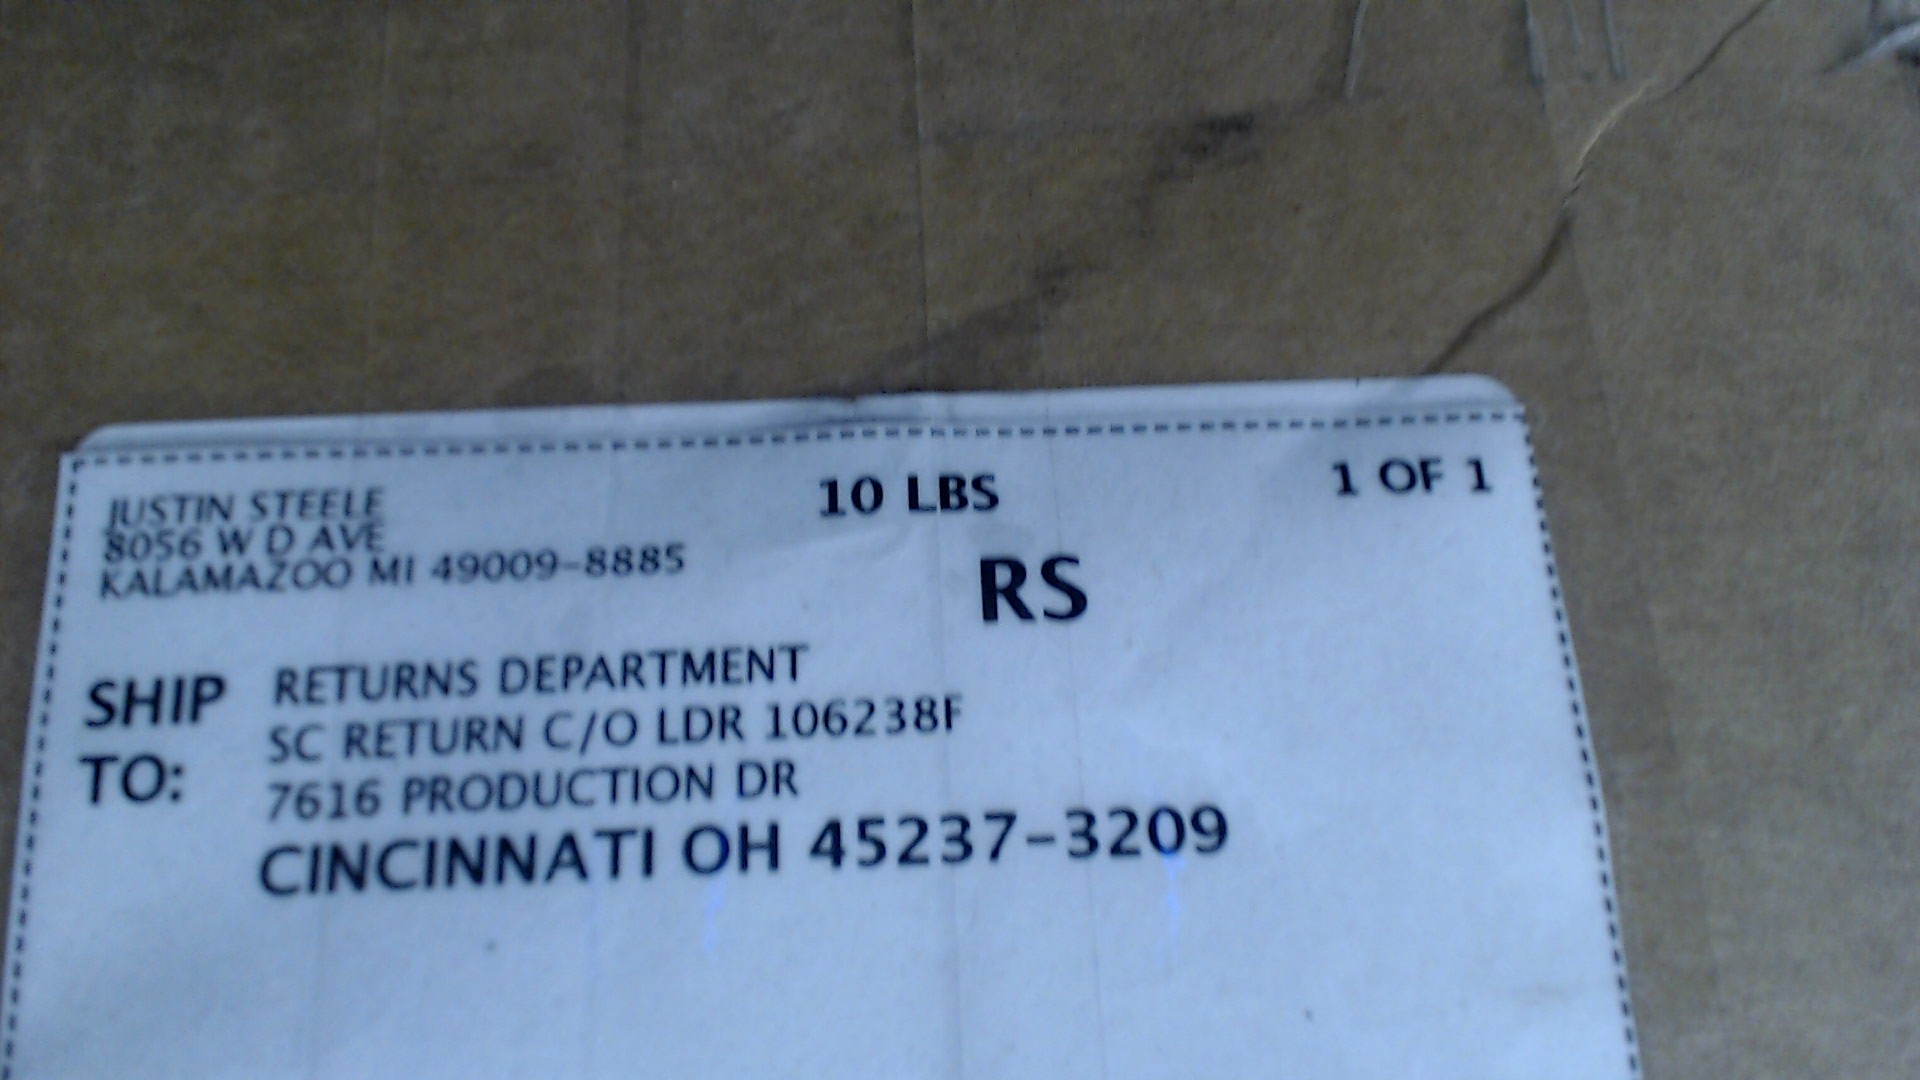 JUSTIN STEELE
8056 W D AVE
KALAMAZOO MI 49009-8885
10 LBS
1 OF 1
RS
SHIP TO:
RETURNS DEPARTMENT
SC RETURN C/O LDR 106238F
7616 PRODUCTION DR
CINCINNATI OH 45237-3209